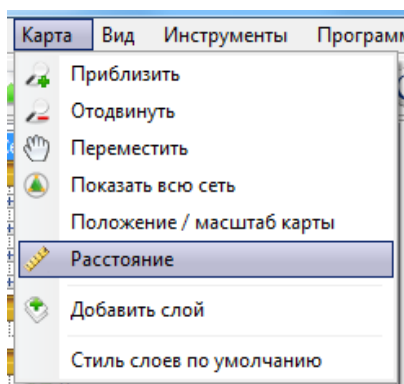 Карта Вид Инструменты
Приблизить
Отодвинуть
Переместить
Показать всю сеть
Положение / масштаб карты
Расстояние
Добавить слой
Стиль слоев по умолчанию